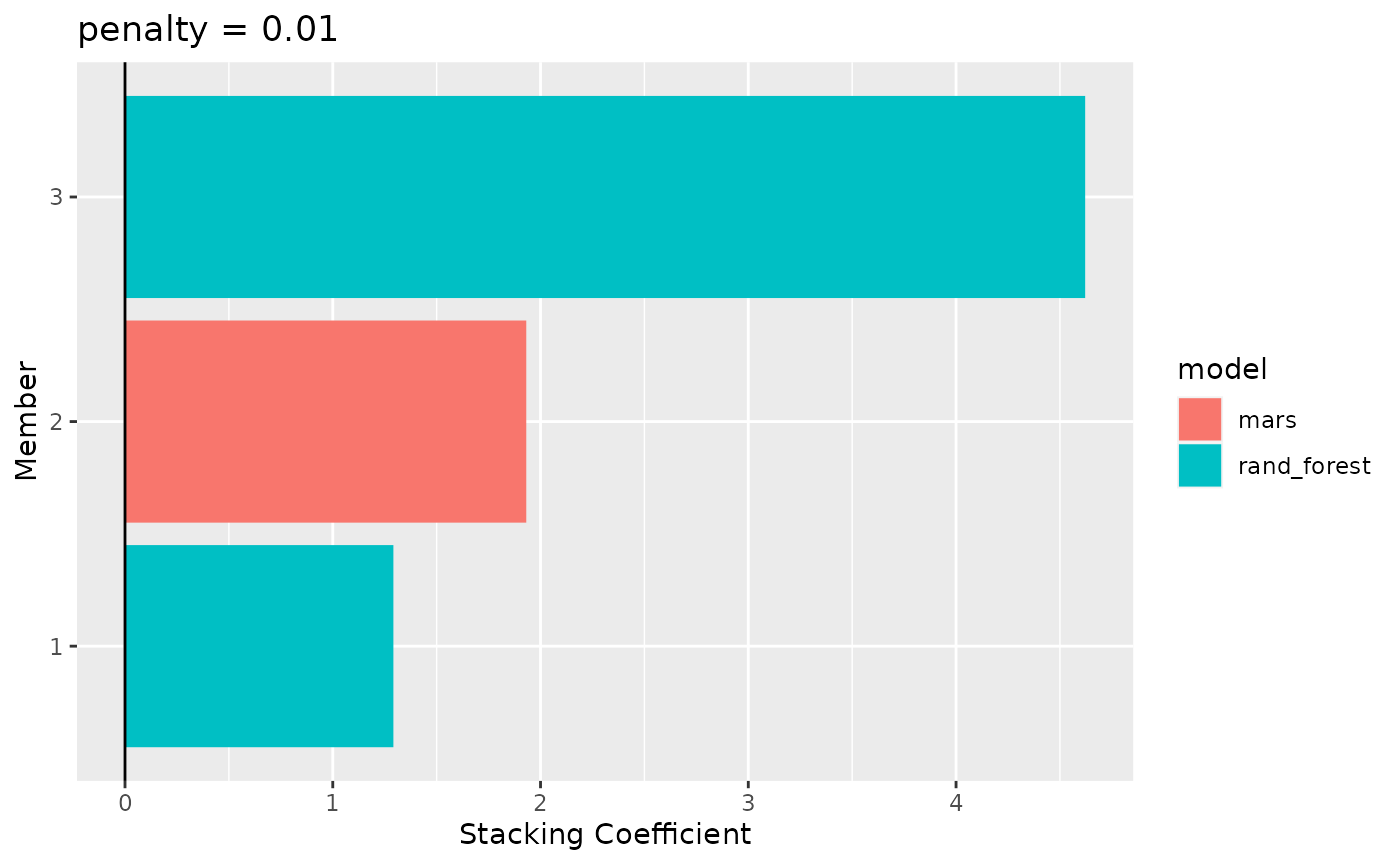 penalty = 0.01
3
2
1
Member
0 1 2 3 4
Stacking Coefficient
model
mars
rand_forest